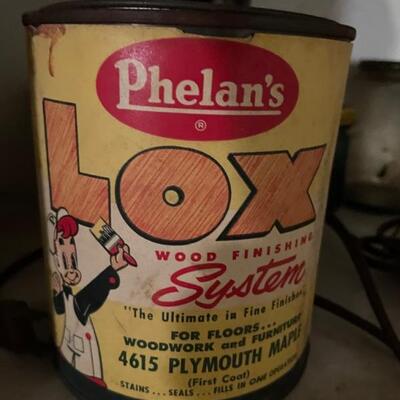 Phelan's
®
LOX
WOOD FINISHING
System
"The Ultimate in Fine Finishes
FOR FLOORS...
WOODWORK and FURNITURE
4615 PLYMOUTH MAPLE
(First Coat)
STAINS... SEALS... FILLS IN ONE OPERATION